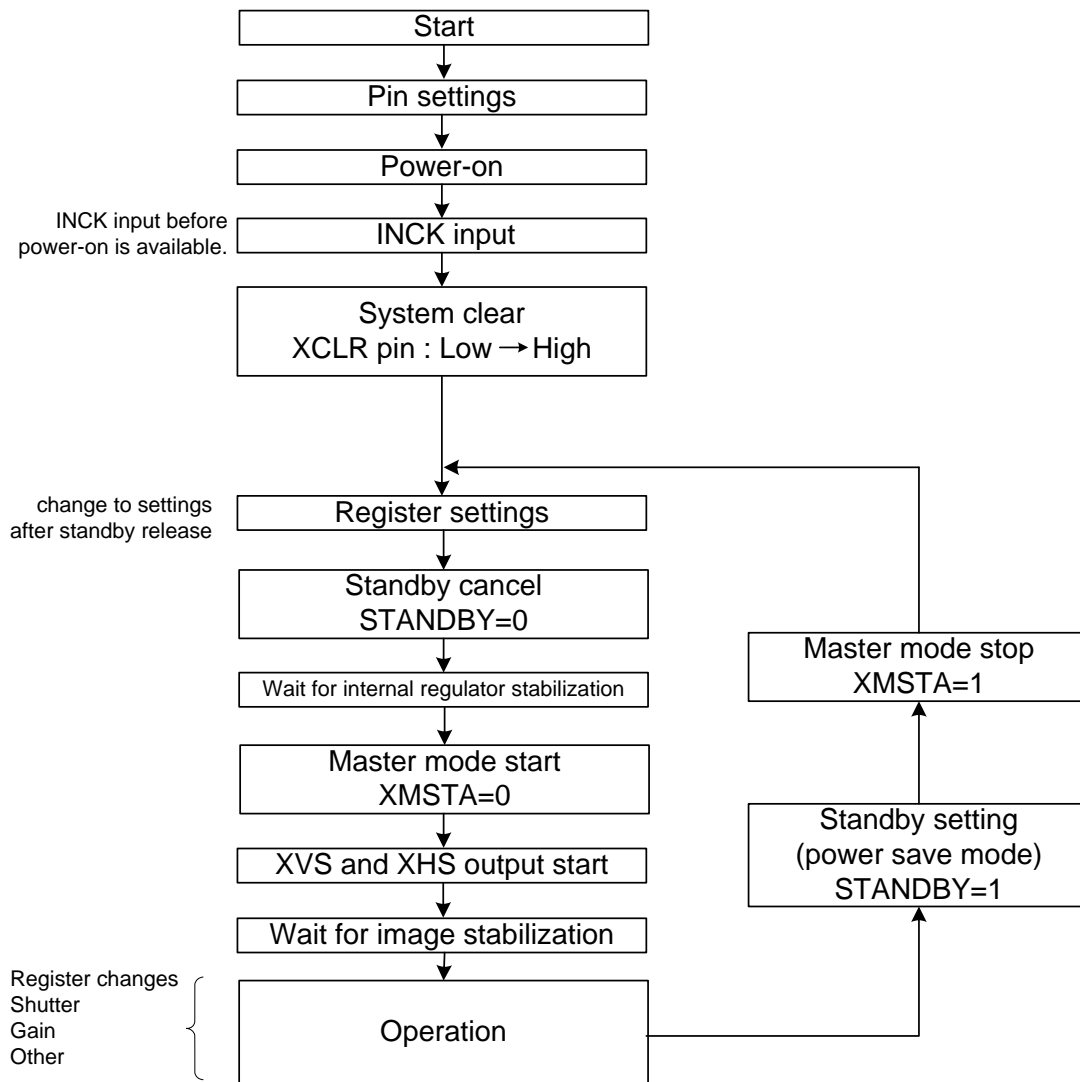 Start
Pin settings
Power-on
INCK input before
power-on is available.
INCK input
System clear
XCLR pin : Low → High
change to settings
after standby release
Register settings
Standby cancel
STANDBY=0
Wait for internal regulator stabilization
Master mode start
XMSTA=0
XVS and XHS output start
Wait for image stabilization
Register changes
Shutter
Gain
Other
Operation
Master mode stop
XMSTA=1
Standby setting
(power save mode)
STANDBY=1